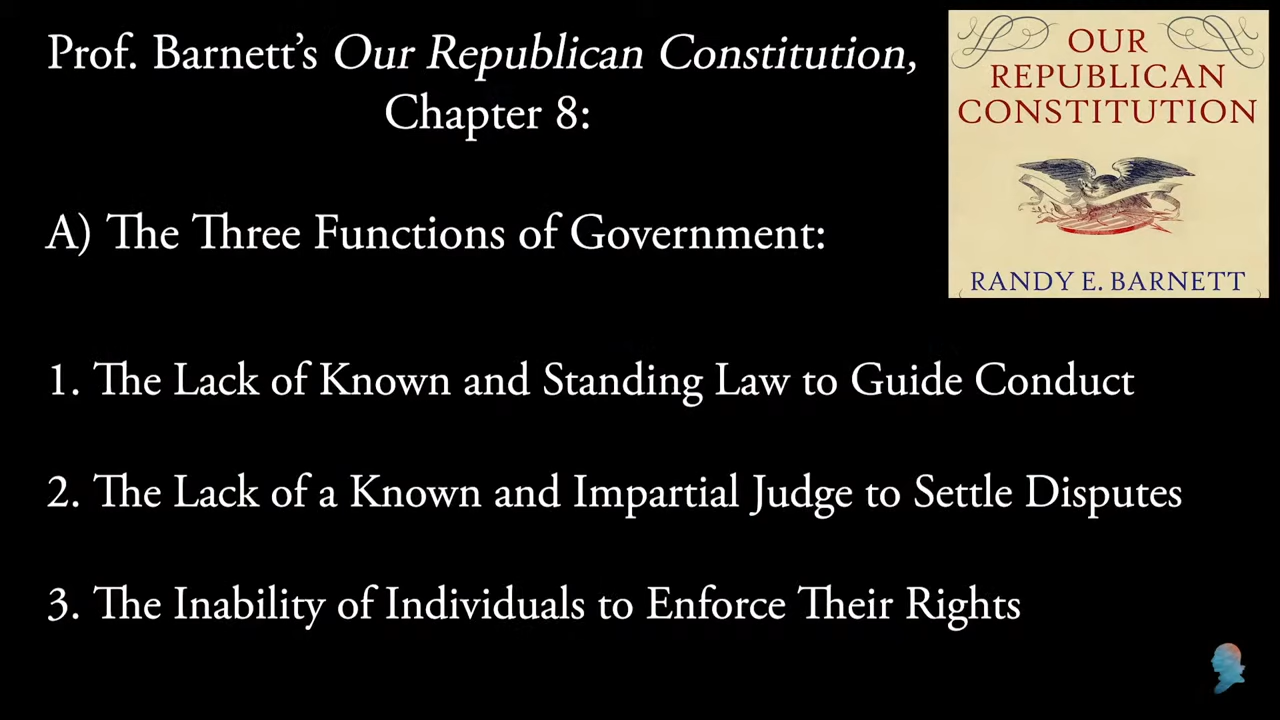 Prof. Barnett’s Our Republican Constitution,
Chapter 8:
OUR
REPUBLICAN
CONSTITUTION
RANDY E. BARNETT
A) The Three Functions of Government:
1. The Lack of Known and Standing Law to Guide Conduct
2. The Lack of a Known and Impartial Judge to Settle Disputes
3. The Inability of Individuals to Enforce Their Rights